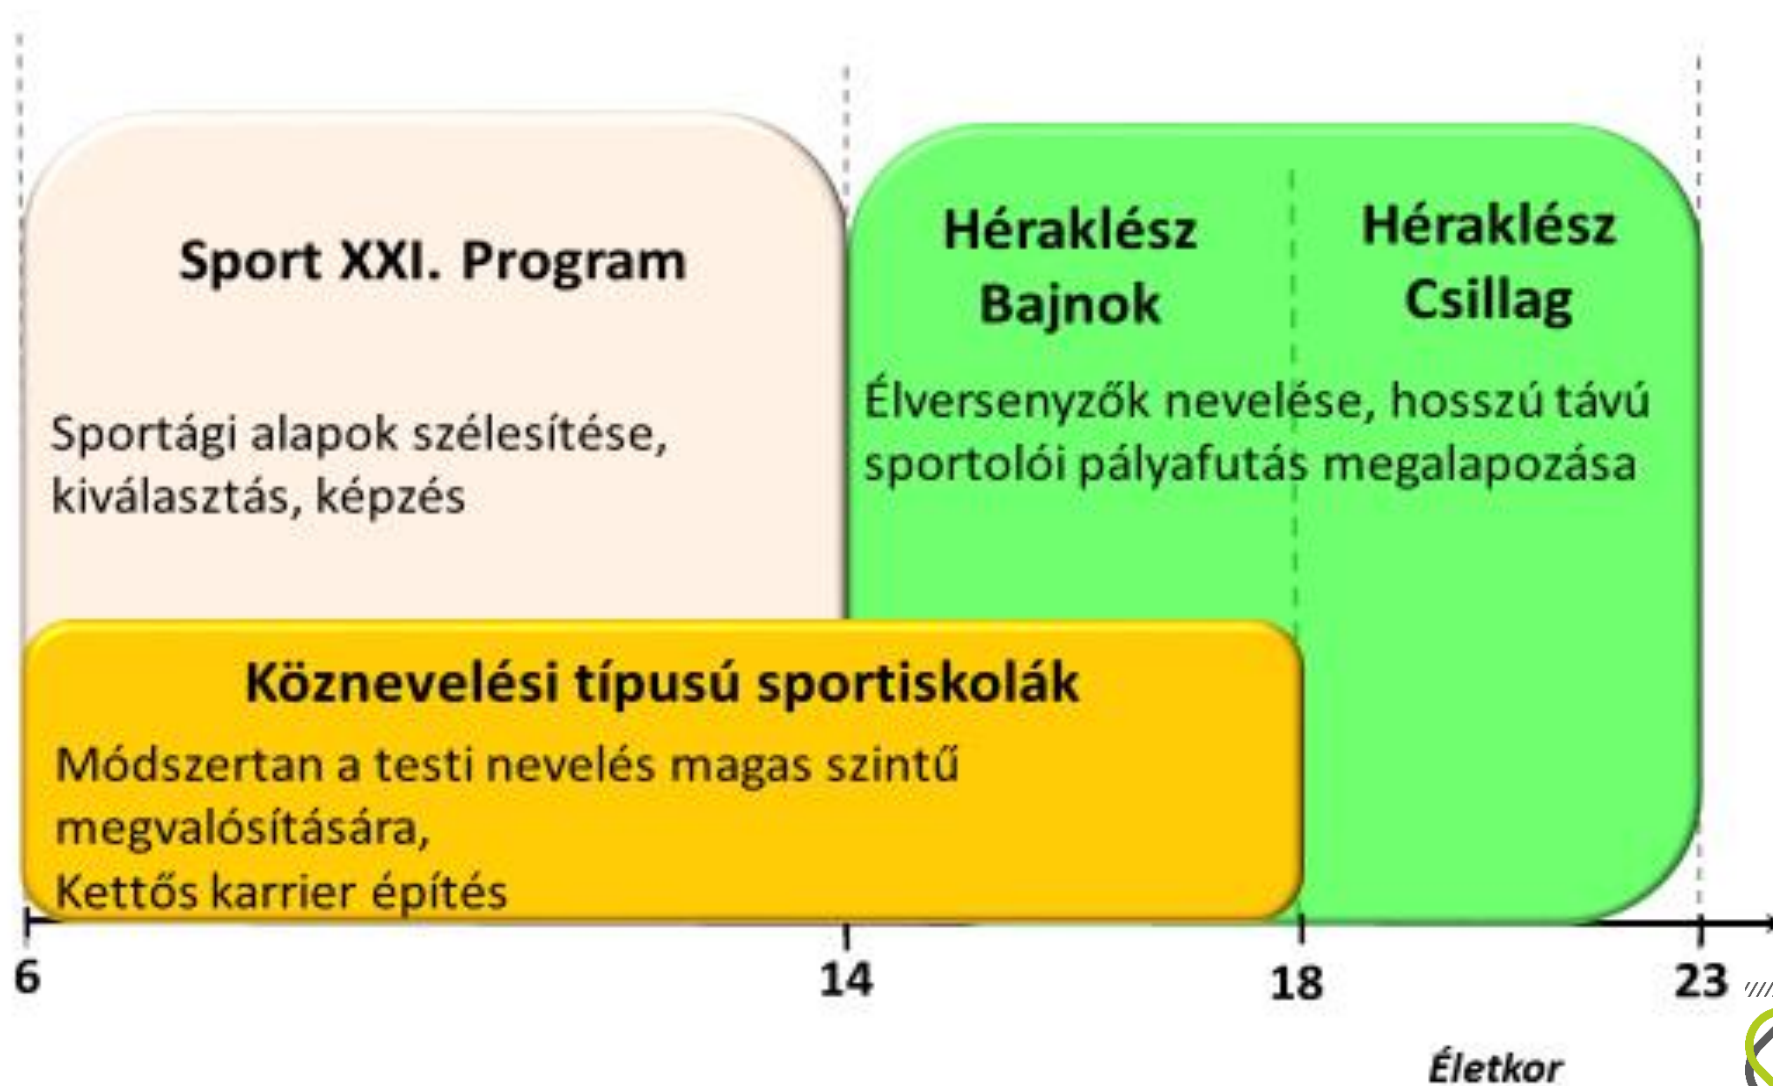 Sport XXI. Program
Sportági alapok szélesítése,
kiválasztás, képzés
Héraklész
Bajnok
Héraklész
Csillag
Élversenyzők nevelése, hosszú távú
sportolói pályafutás megalapozása
Köznevelési típusú sportiskolák
Módszertan a testi nevelés magas szintű
megvalósítására,
Kettős karrier építés
6
14
18
23
Életkor